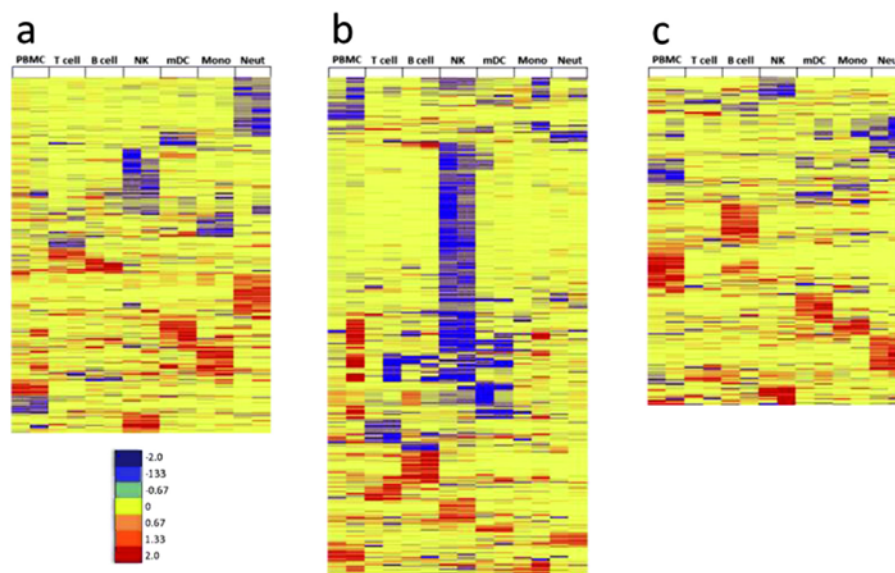 a
PBMC T cell B cell NK mDC Mono Neut
b
PBMC T cell B cell NK mDC Mono Neut
c
PBMC T cell B cell NK mDC Mono Neut
-2.0
-133
-0.67
0
0.67
1.33
2.0